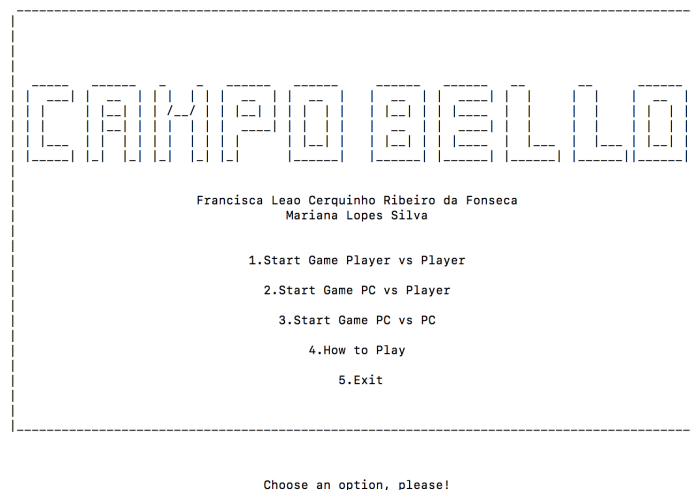 CAMPO BELLO
Francisca Leao Cerquinho Ribeiro da Fonseca
Mariana Lopes Silva
1.Start Game Player vs Player
2.Start Game PC vs Player
3.Start Game PC vs PC
4.How to Play
5.Exit
Choose an option, please!